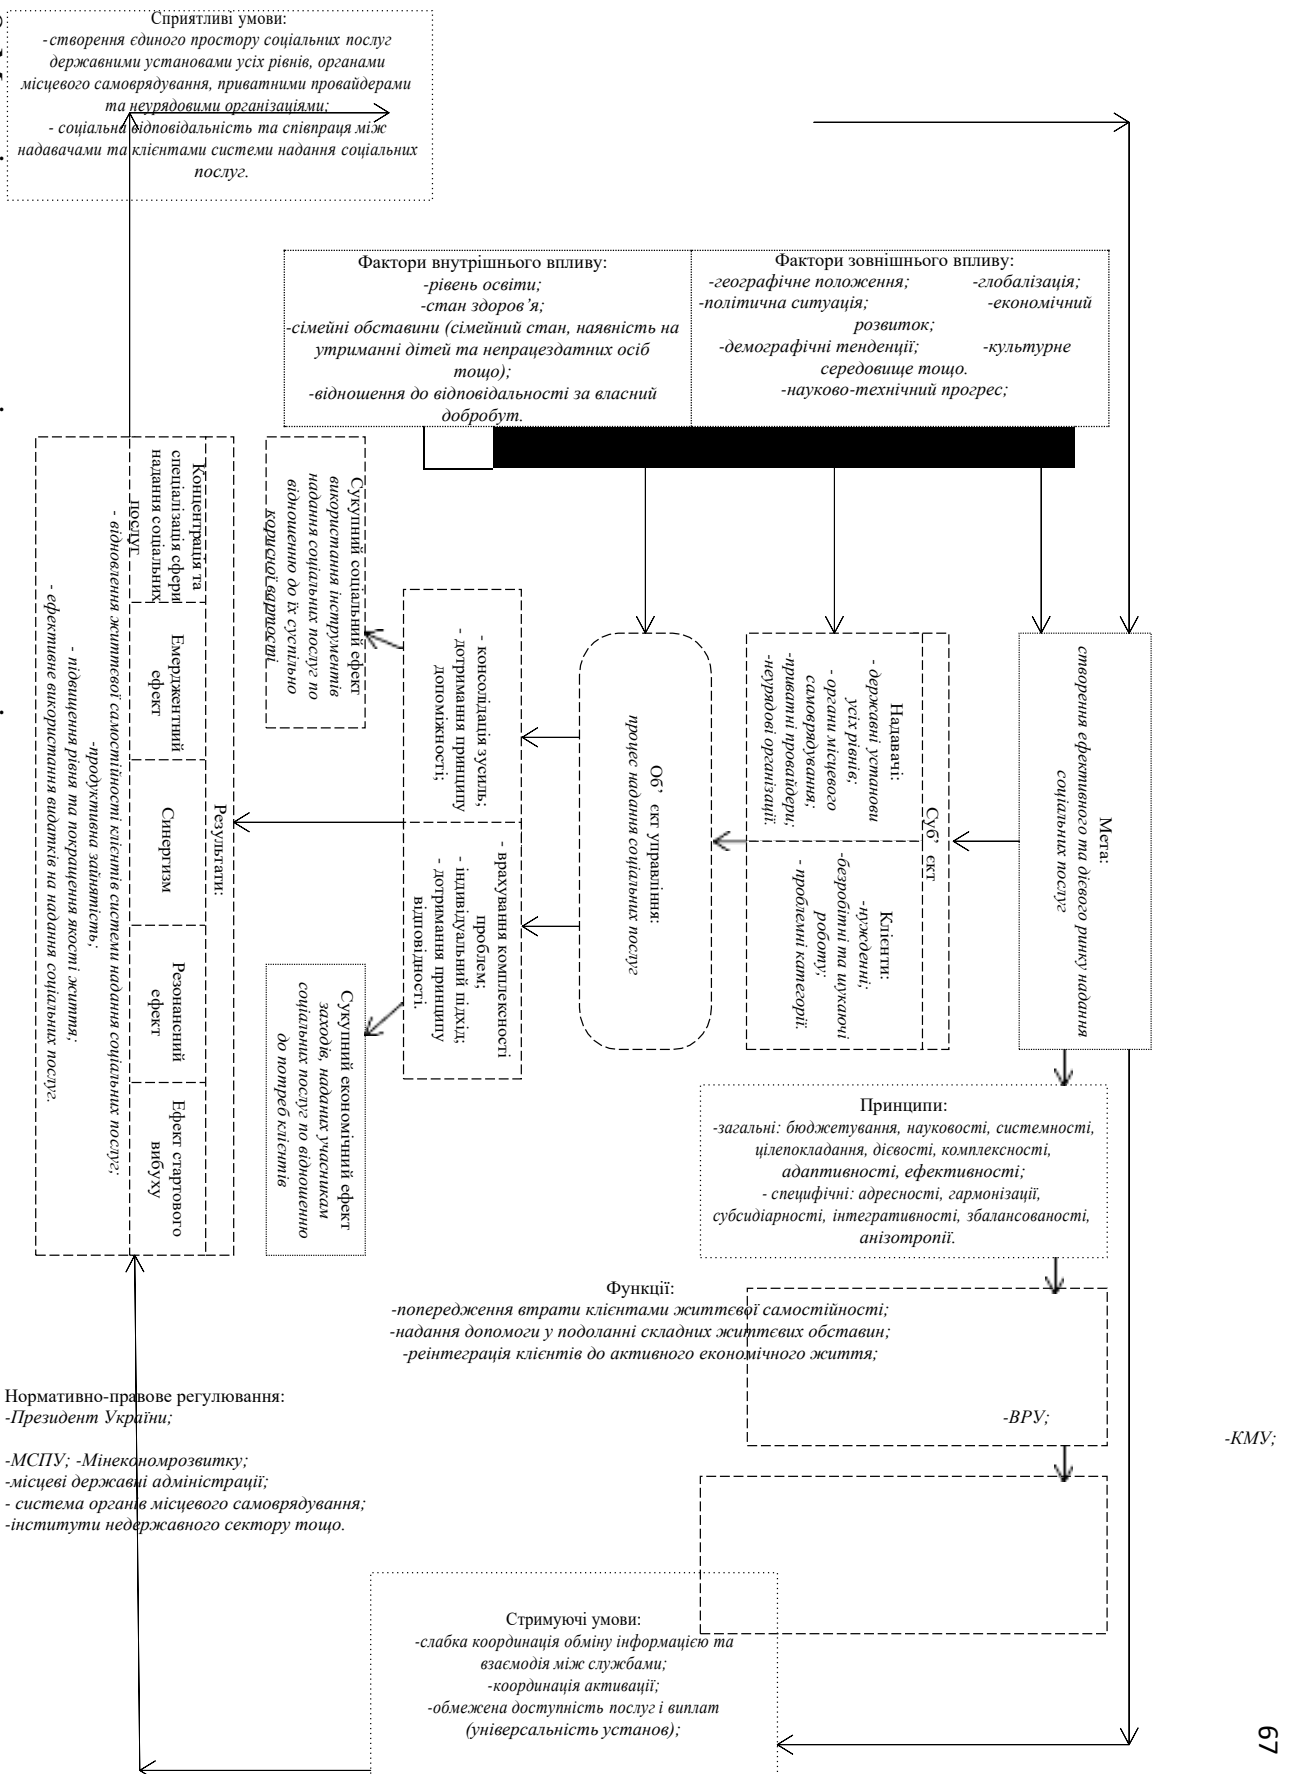 Сприятливі умови:
-створення єдиного простору соціальних послуг
державними установами усіх рівнів, органами
місцевого самоврядування, приватними провайдерами
та неурядовими організаціями;
- соціальна відповідальність та співпраця між
надавачами та клієнтами системи надання соціальних
послуг.
Фактори внутрішнього впливу:
-рівень освіти;
-стан здоров’я;
-сімейні обставини (сімейний стан, наявність на
утриманні дітей та непрацездатних осіб
тощо);
-відношення до відповідальності за власний
добробут.
Фактори зовнішнього впливу:
-географічне положення; -глобалізація;
-політична ситуація; -економічний
розвиток;
-демографічні тенденції; -культурне
середовище тощо.
-науково-технічний прогрес;
Мета:
створення ефективного та дієвого ринку надання
соціальних послуг
Суб’ єкт
Надавачі:
- державні установи
усіх рівнів;
- органи місцевого
самоврядування;
-приватні провайдери;
-неурядові організації.
Клієнти:
-нужденні;
-безробітні та шукаючі
роботу;
- проблемні категорії.
Об’ єкт управління:
процес надання соціальних послуг
- консолідація зусиль;
- дотримання принципу
допоміжності;
- врахування комплексності
проблем;
- індивідуальний підхід;
- дотримання принципу
відповідності.
Сукупний соціальний ефект
використання інструментів
надання соціальних послуг по
відношенню до їх суспільно
корисної вартості
Сукупний економічний ефект
заходів, наданих учасникам
соціальних послуг по відношенню
до потреб клієнтів
Результати:
Концентрація та
спеціалізація сфери
надання соціальних
послуг
Емерджентний
ефект
Синергизм
Резонансний
ефект
Ефект стартового
вибуху
- відновлення життєвої самостійності клієнтів системи надання соціальних послуг;
-продуктивна зайнятість;
- підвищення рівня та покращення якості життя;
- ефективне використання видатків на надання соціальних послуг.
Принципи:
-загальні: бюджетування, науковості, системності,
цілепокладання, дієвості, комплексності,
адаптивності, ефективності;
- специфічні: адресності, гармонізації,
субсидіарності, інтегративності, збалансованості,
анізотропії.
Функції:
-попередження втрати клієнтами життєвої самостійності;
-надання допомоги у подоланні складних життєвих обставин;
-реінтеграція клієнтів до активного економічного життя;
Нормативно-правове регулювання:
-Президент України; -ВРУ; -КМУ;
-МСПУ; -Мінекономрозвитку;
-місцеві державні адміністрації;
- система органів місцевого самоврядування;
-інститути недержавного сектору тощо.
Стримуючі умови:
-слабка координація обміну інформацією та
взаємодія між службами;
-координація активації;
-обмежена доступність послуг і виплат
(універсальність установ);
67